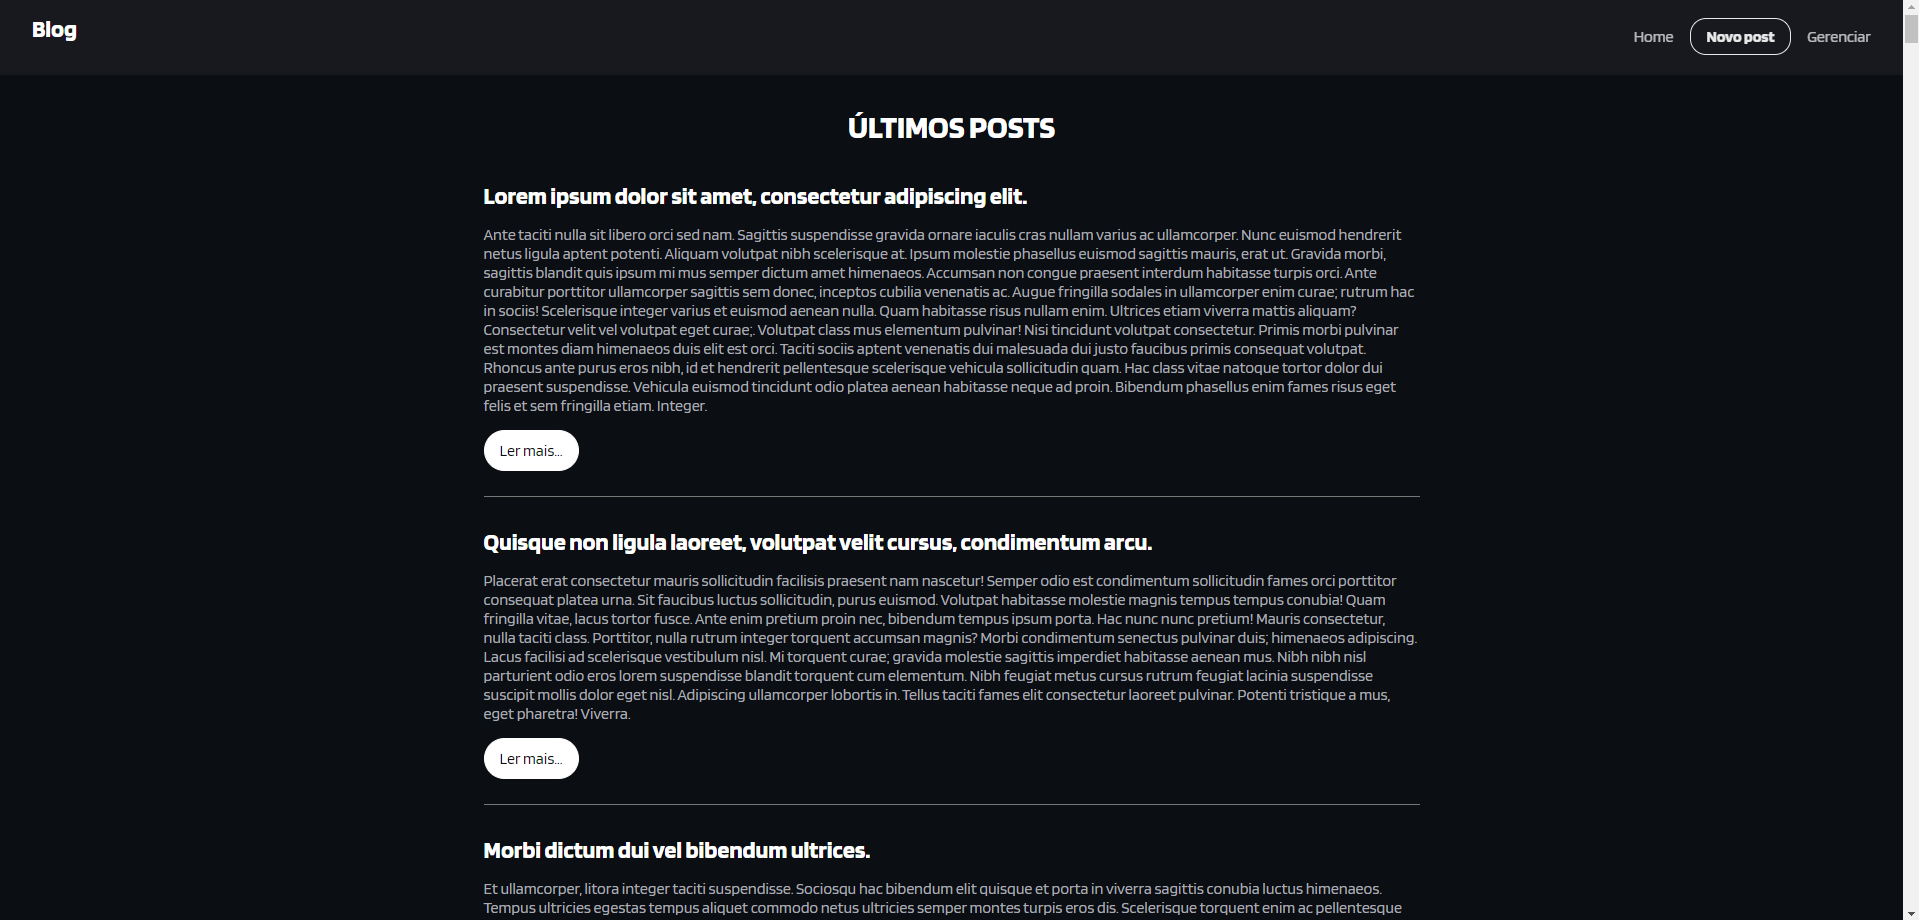 Blog
Home
Novo post
Gerenciar
ÚLTIMOS POSTS
Lorem ipsum dolor sit amet, consectetur adipiscing elit.
Ante taciti nulla sit libero orci sed nam. Sagittis suspendisse gravida ornare iaculis cras nullam varius ac ullamcorper. Nunc euismod hendrerit
netus ligula aptent potenti. Aliquam volutpat nibh scelerisque at. Ipsum molestie phasellus euismod sagittis mauris, erat ut. Gravida morbi,
sagittis blandit quis ipsum mi mus semper dictum amet himenaeos. Accumsan non congue praesent interdum habitasse turpis orci. Ante
curabitur porttitor ullamcorper sagittis sem donec, inceptos cubilia venenatis ac. Augue fringilla sodales in ullamcorper enim curae; rutrum hac
in sociis! Scelerisque integer varius et euismod aenean nulla. Quam habitasse risus nullam enim. Ultrices etiam viverra mattis aliquam?
Consectetur velit vel volutpat eget curae;. Volutpat class mus elementum pulvinar! Nisi tincidunt volutpat consectetur. Primis morbi pulvinar
est montes diam himenaeos duis elit est orci. Taciti sociis aptent venenatis dui malesuada dui justo faucibus primis consequat volutpat.
Rhoncus ante purus eros nibh, id et hendrerit pellentesque scelerisque vehicula sollicitudin quam. Hac class vitae natoque tortor dolor dui
praesent suspendisse. Vehicula euismod tincidunt odio platea aenean habitasse neque ad proin. Bibendum phasellus enim fames risus eget
felis et sem fringilla etiam. Integer.
Ler mais...
Quisque non ligula laoreet, volutpat velit cursus, condimentum arcu.
Placerat erat consectetur mauris sollicitudin facilisis praesent nam nascetur! Semper odio est condimentum sollicitudin fames orci porttitor
consequat platea urna. Sit faucibus luctus sollicitudin, purus euismod. Volutpat habitasse molestie magnis tempus tempus conubia! Quam
fringilla vitae, lacus tortor fusce. Ante enim pretium proin nec, bibendum tempus ipsum porta. Hac nunc nunc pretium! Mauris consectetur,
nulla taciti class. Porttitor, nulla rutrum integer torquent accumsan magnis? Morbi condimentum senectus pulvinar duis; himenaeos adipiscing.
Lacus facilisi ad scelerisque vestibulum nisl. Mi torquent curae; gravida molestie sagittis imperdiet habitasse aenean mus. Nibh nibh nisl
parturient odio eros lorem suspendisse blandit torquent cum elementum. Nibh feugiat metus cursus rutrum feugiat lacinia suspendisse
suscipit mollis dolor eget nisl. Adipiscing ullamcorper lobortis in. Tellus taciti fames elit consectetur laoreet pulvinar. Potenti tristique a mus,
eget pharetra! Viverra.
Ler mais...
Morbi dictum dui vel bibendum ultrices.
Et ullamcorper, litora integer taciti suspendisse. Sociosqu hac bibendum elit quisque et porta in viverra sagittis conubia luctus himenaeos.
Tempus ultricies egestas tempus aliquet commodo netus ultricies semper montes turpis eros dis. Scelerisque torquent enim ac pellentesque